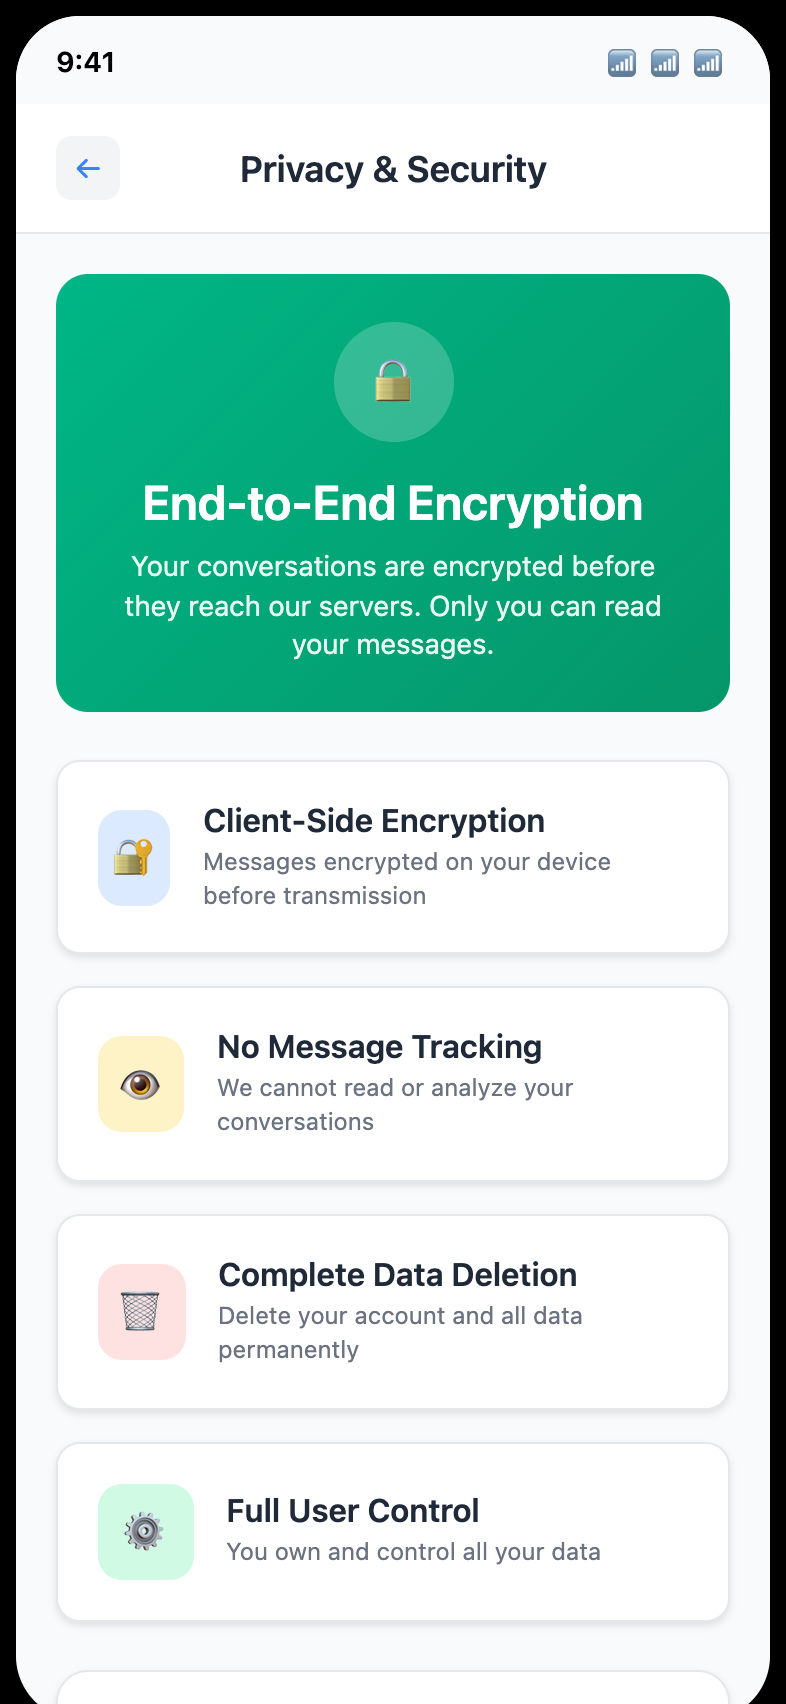 9:41
Privacy & Security
End-to-End Encryption
Your conversations are encrypted before
they reach our servers. Only you can read
your messages.
Client-Side Encryption
Messages encrypted on your device
before transmission
No Message Tracking
We cannot read or analyze your
conversations
Complete Data Deletion
Delete your account and all data
permanently
Full User Control
You own and control all your data